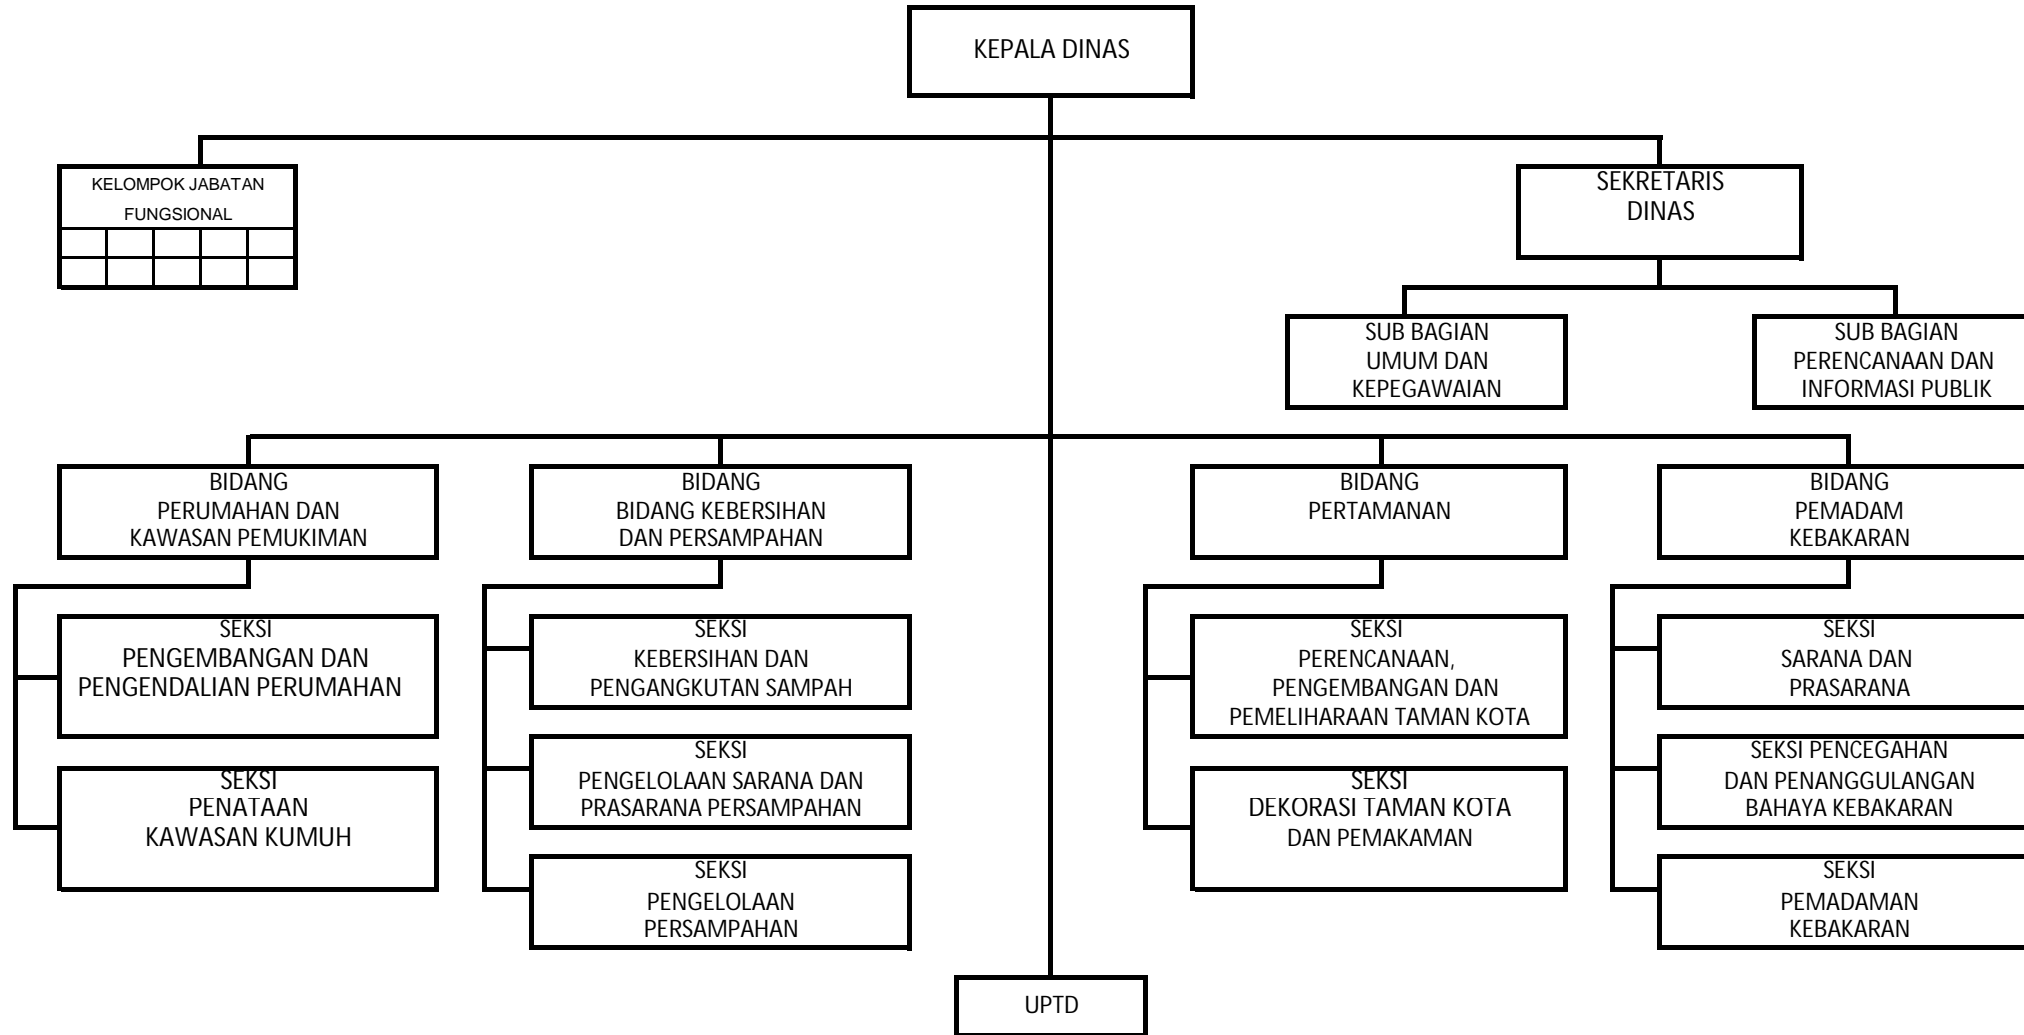 KEPALA DINAS
KELOMPOK JABATAN
FUNGSIONAL
SEKRETARIS
DINAS
SUB BAGIAN
UMUM DAN
KEPEGAWAIAN
SUB BAGIAN
PERENCANAAN DAN
INFORMASI PUBLIK
BIDANG
PERUMAHAN DAN
KAWASAN PEMUKIMAN
BIDANG
BIDANG KEBERSIHAN
DAN PERSAMPAHAN
BIDANG
PERTAMANAN
BIDANG
PEMADAM
KEBAKARAN
SEKSI
PENGEMBANGAN DAN
PENGENDALIAN PERUMAHAN
SEKSI
PENATAAN
KAWASAN KUMUH
SEKSI
KEBERSIHAN DAN
PENGANGKUTAN SAMPAH
SEKSI
PENGELOLAAN SARANA DAN
PRASARANA PERSAMPAHAN
SEKSI
PENGELOLAAN
PERSAMPAHAN
SEKSI
PERENCANAAN,
PENGEMBANGAN DAN
PEMELIHARAAN TAMAN KOTA
SEKSI
DEKORASI TAMAN KOTA
DAN PEMAKAMAN
SEKSI
SARANA DAN
PRASARANA
SEKSI PENCEGAHAN
DAN PENANGGULANGAN
BAHAYA KEBAKARAN
SEKSI
PEMADAMAN
KEBAKARAN
UPTD